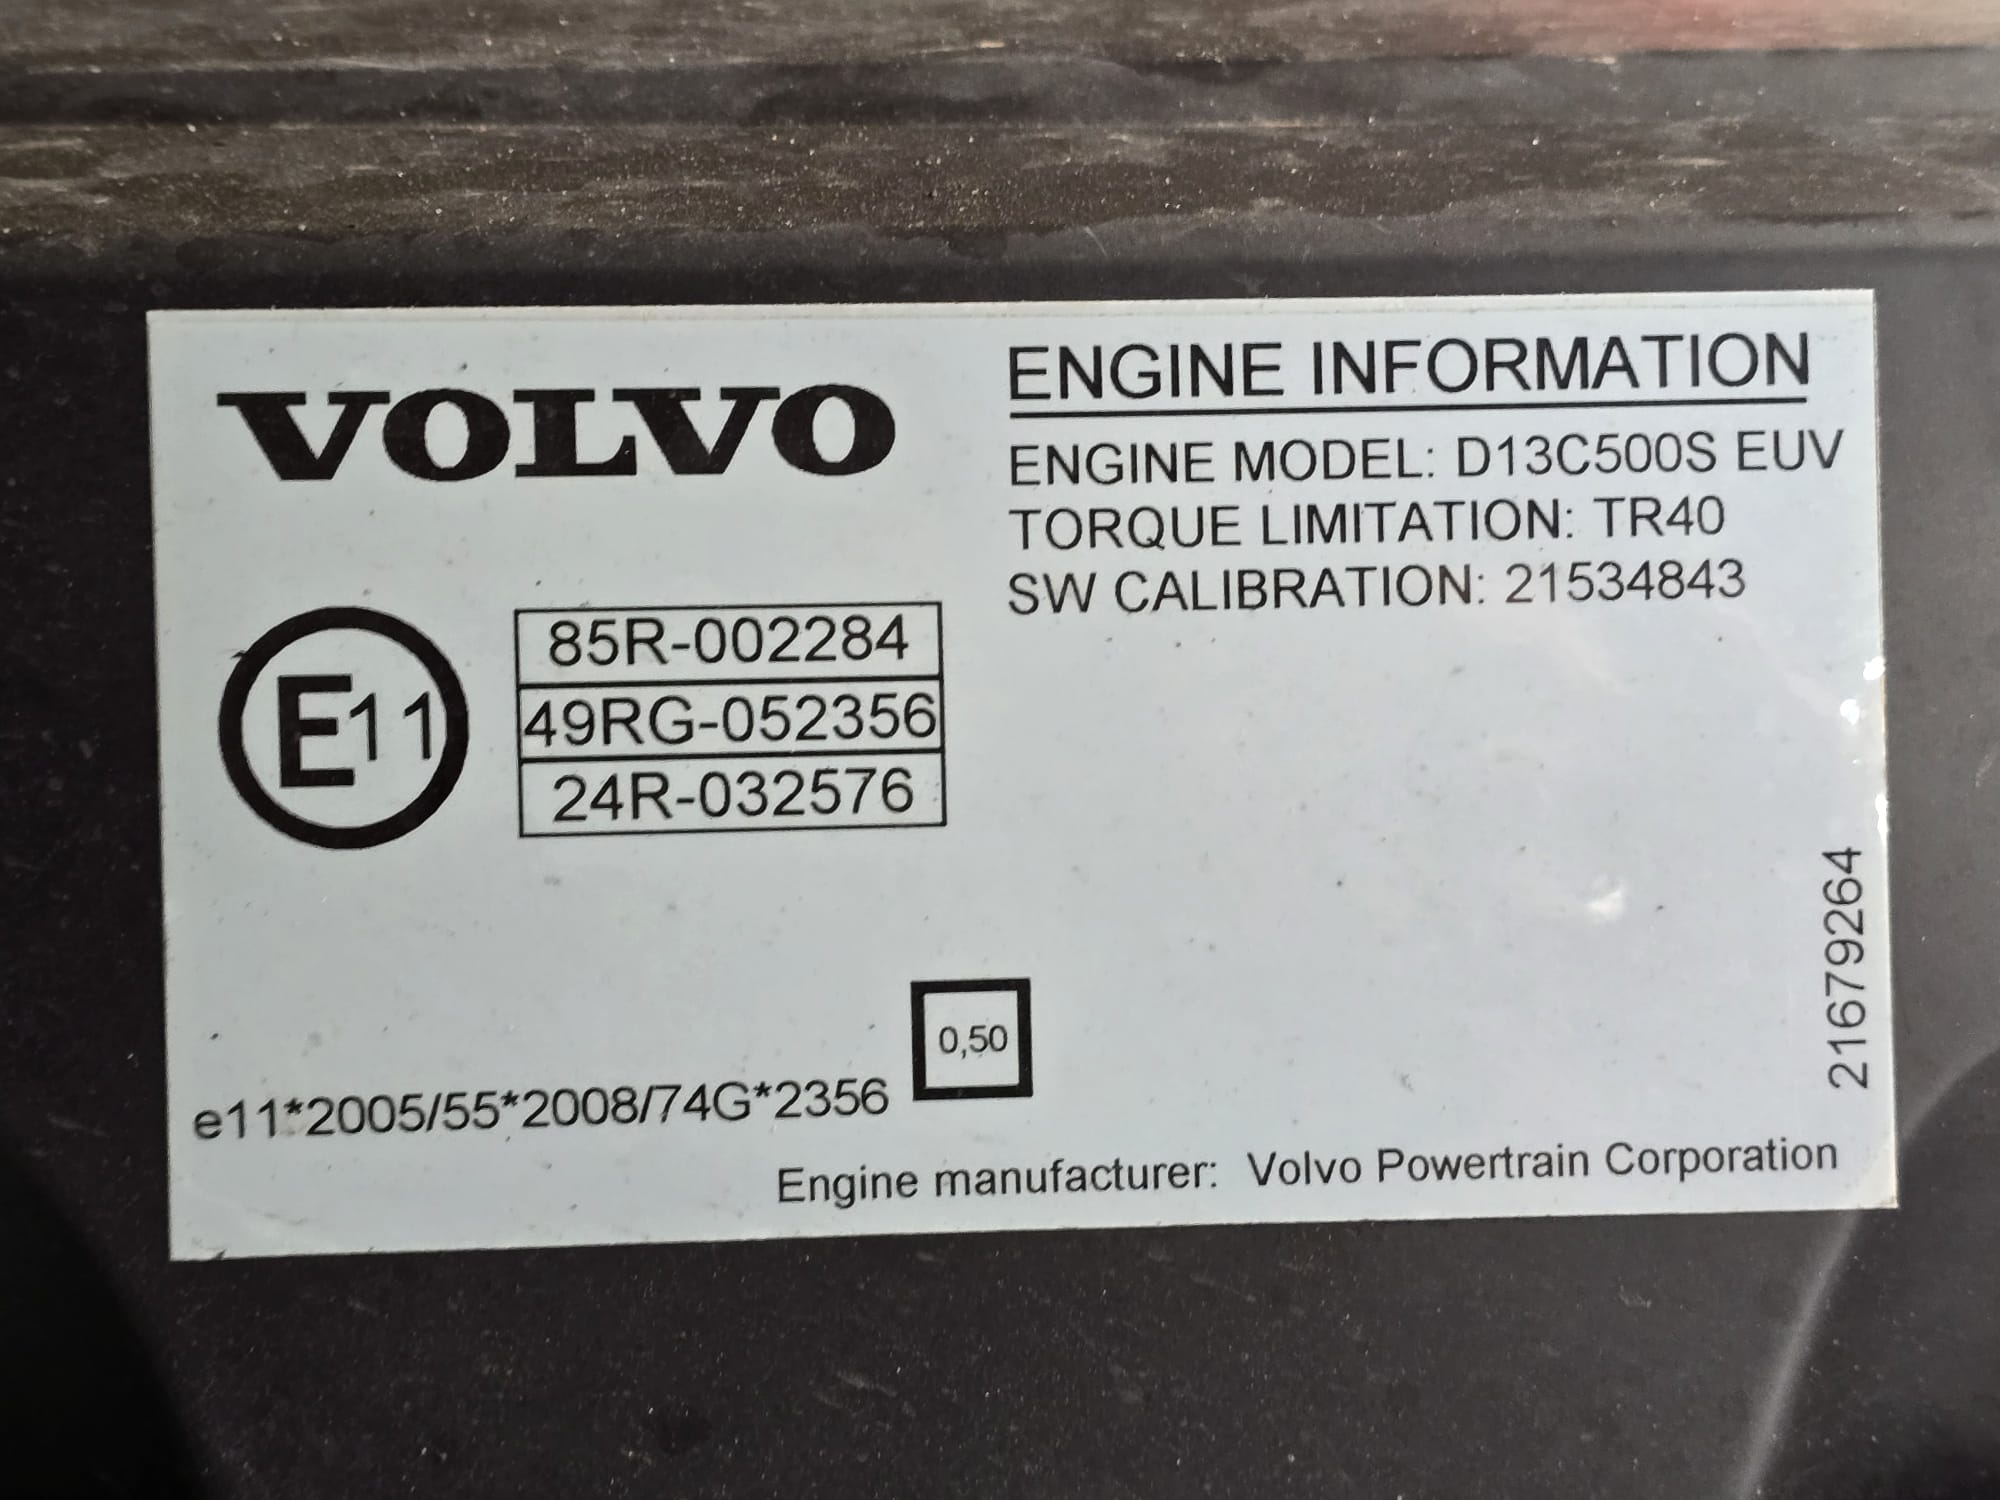 VOLVO
ENGINE INFORMATION
ENGINE MODEL: D13C500S EUV
TORQUE LIMITATION: TR40
SW CALIBRATION: 21534843
E11
85R-002284
49RG-052356
24R-032576
0,50
e11*2005/55*2008/74G*2356
Engine manufacturer: Volvo Powertrain Corporation
21679264